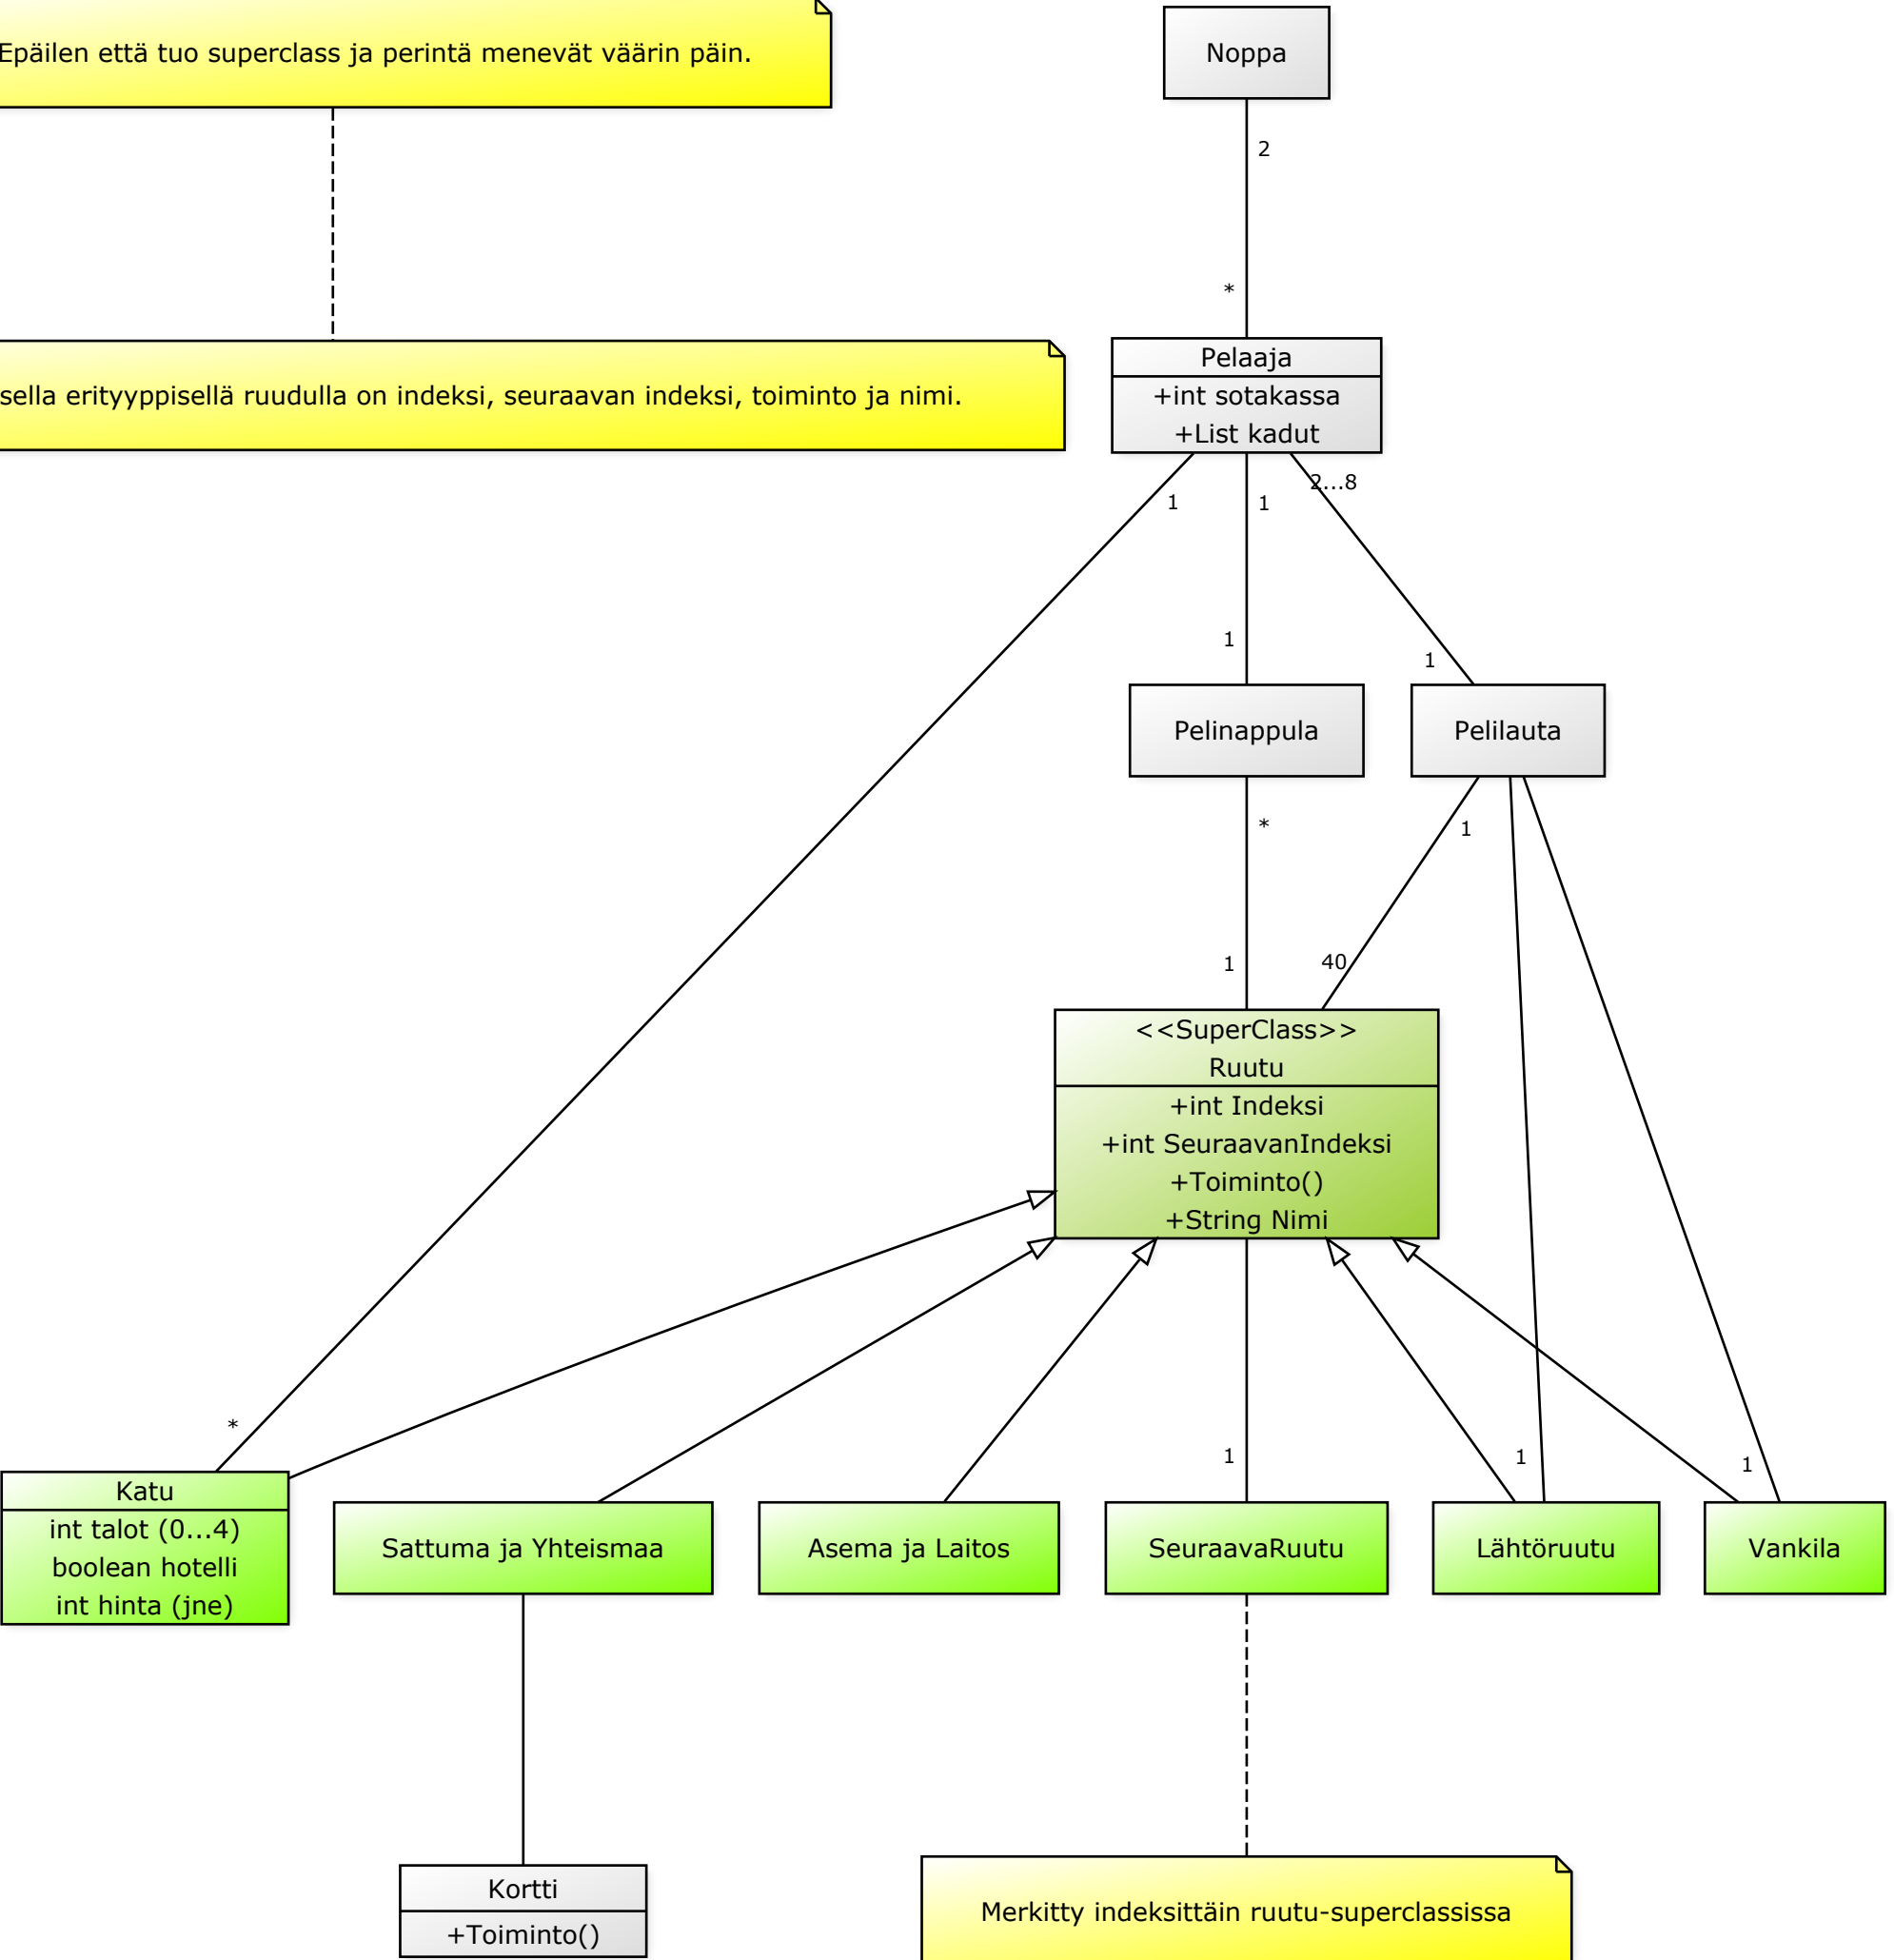 Epäilen että tuo superclass ja perintä menevät väärin päin.
Noppa
2
*
sella erityyppisellä ruudulla on indeksi, seuraavan indeksi, toiminto ja nimi.
Pelaaja
+int sotakassa
+List kadut
1
1
2...8
1
1
Pelinappula
Pelilauta
*
1
1
40
<<SuperClass>>
Ruutu
+int Indeksi
+int SeuraavanIndeksi
+Toiminto()
+String Nimi
*
1
1
1
Katu
int talot (0...4)
boolean hotelli
int hinta (jne)
Sattuma ja Yhteismaa
Asema ja Laitos
SeuraavaRuutu
Lähtöruutu
Vankila
Kortti
+Toiminto()
Merkitty indeksittäin ruutu-superclassissa